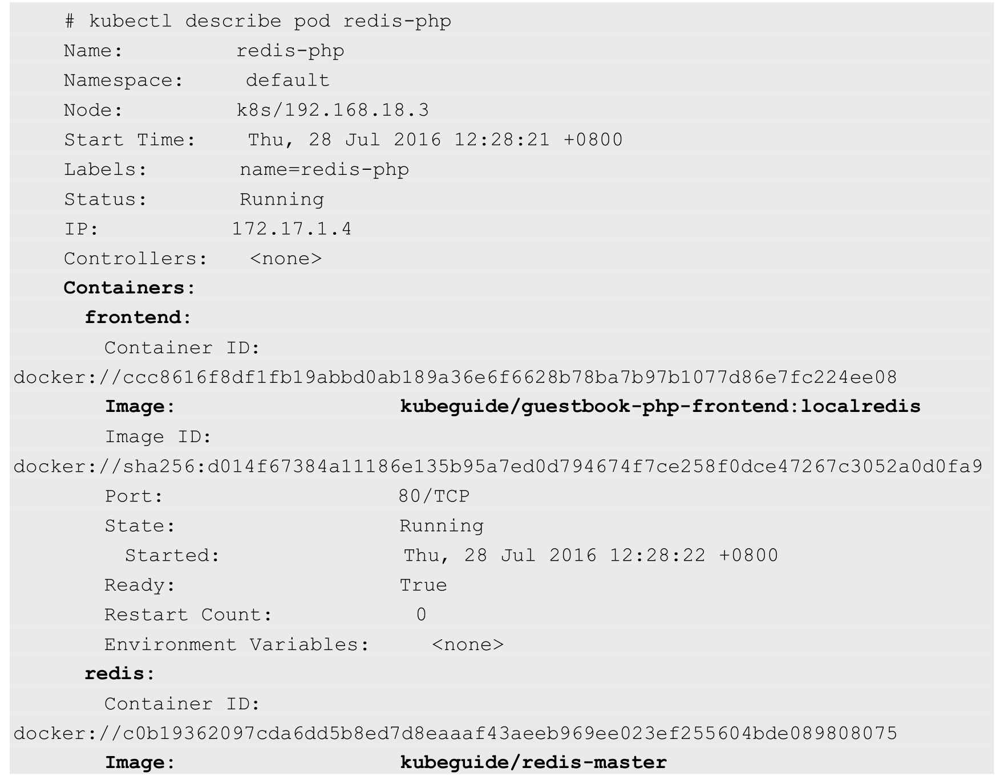 # kubectl describe pod redis-php
Name: redis-php
Namespace: default
Node: k8s/192.168.18.3
Start Time: Thu, 28 Jul 2016 12:28:21 +0800
Labels: name=redis-php
Status: Running
IP: 172.17.1.4
Controllers: <none>
Containers:
frontend:
Container ID:
docker://ccc8616f8df1fb19abbd0ab189a36e6f6628b78ba7b97b1077d86e7fc224ee08
Image: kubeguide/guestbook-php-frontend:localredis
Image ID:
docker://sha256:d014f67384a11186e135b95a7ed0d794674f7ce258f0dce47267c3052a0d0fa9
Port: 80/TCP
State: Running
Started: Thu, 28 Jul 2016 12:28:22 +0800
Ready: True
Restart Count: 0
Environment Variables: <none>
redis:
Container ID:
docker://c0b19362097cda6dd5b8ed7d8eaaaf43aeeb969ee023ef255604bde089808075
Image: kubeguide/redis-master